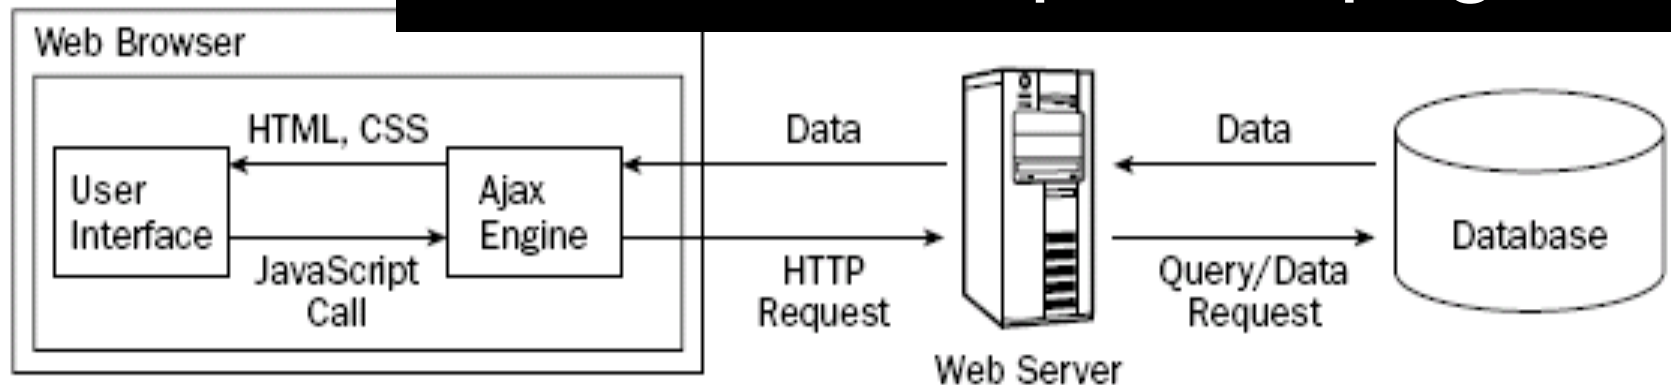 Web Browser
HTML, CSS
User
Interface
JavaScript
Call
Ajax
Engine
Data
HTTP
Request
Web Server
Data
Query/Data
Request
Database